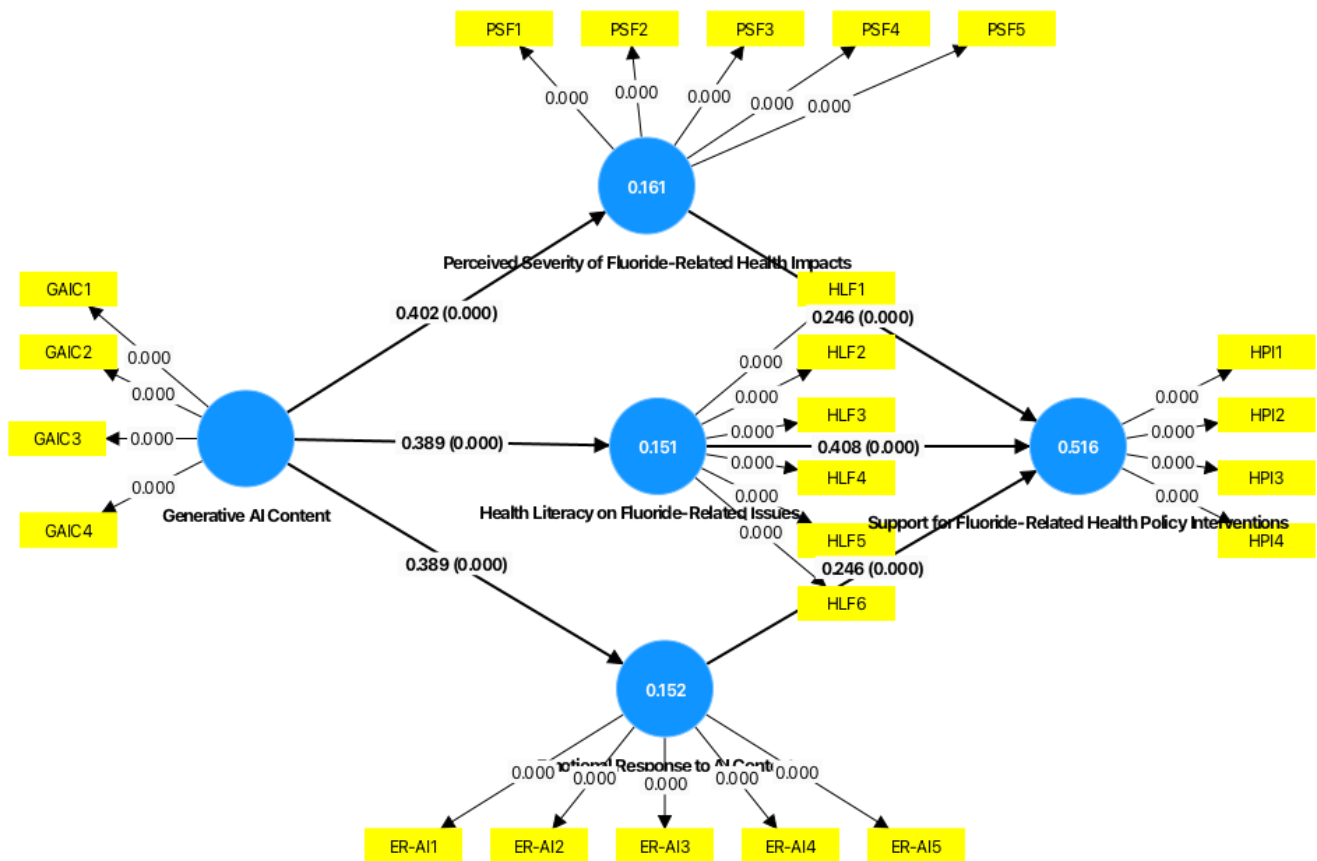 PSF1 PSF2 PSF3 PSF4 PSF5
0.000 0.000 0.000 0.000 0.000
0.161
Perceived Severity of Fluoride-Related Health Impacts
GAIC1
GAIC2
GAIC3
GAIC4
0.000
0.000
0.000
0.000
Generative AI Content
0.402 (0.000)
0.389 (0.000)
0.389 (0.000)
0.151
Health Literacy on Fluoride-Related Issues
HLF1
0.246 (0.000)
HLF2
HLF3
0.408 (0.000)
HLF4
HLF5
0.246 (0.000)
HLF6
0.000
0.000
0.000
0.000
0.000
0.516
Support for Fluoride-Related Health Policy Interventions
HPI1
HPI2
HPI3
HPI4
0.000
0.000
0.000
0.000
0.152
Response to AI
0.000 0.000 0.000 0.000 0.000
ER-AI1 ER-AI2 ER-AI3 ER-AI4 ER-AI5